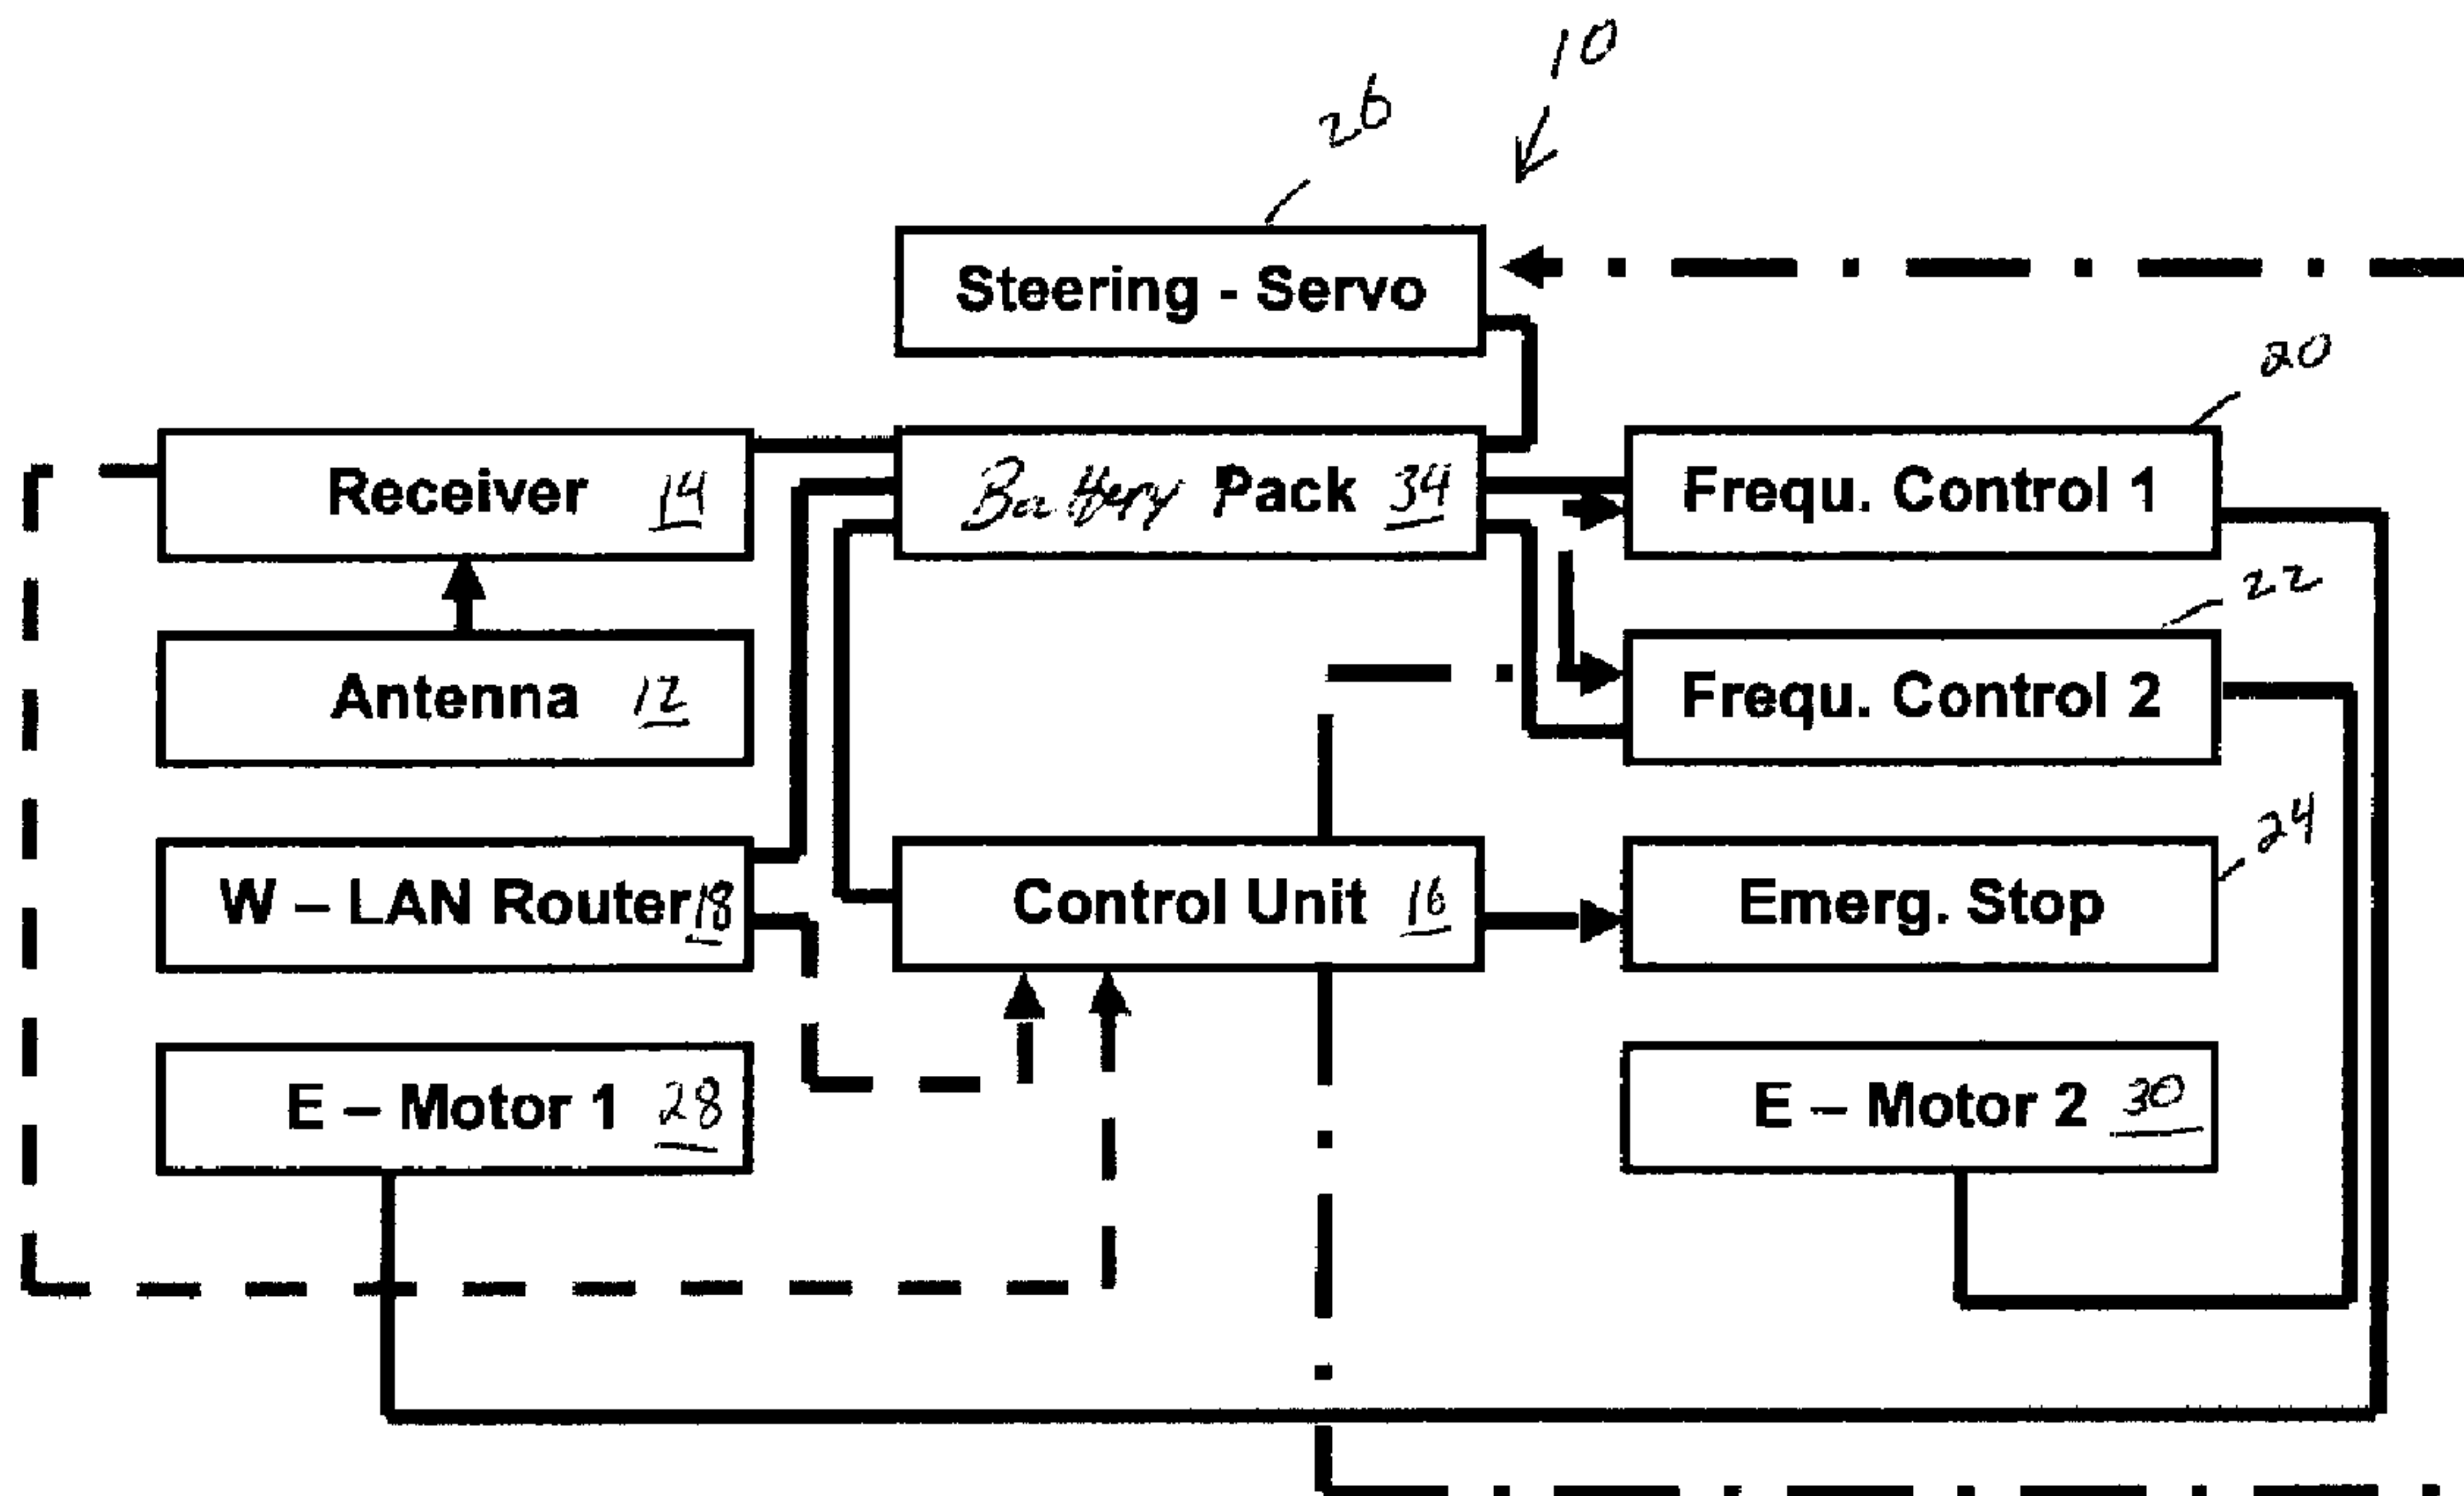 10
26
Steering - Servo
20
Receiver 14
Battery Pack 34
Frequ. Control 1
22
Antenna 12
Frequ. Control 2
24
W – LAN Router 18
Control Unit 16
Emerg. Stop
E – Motor 1 28
E – Motor 2 30